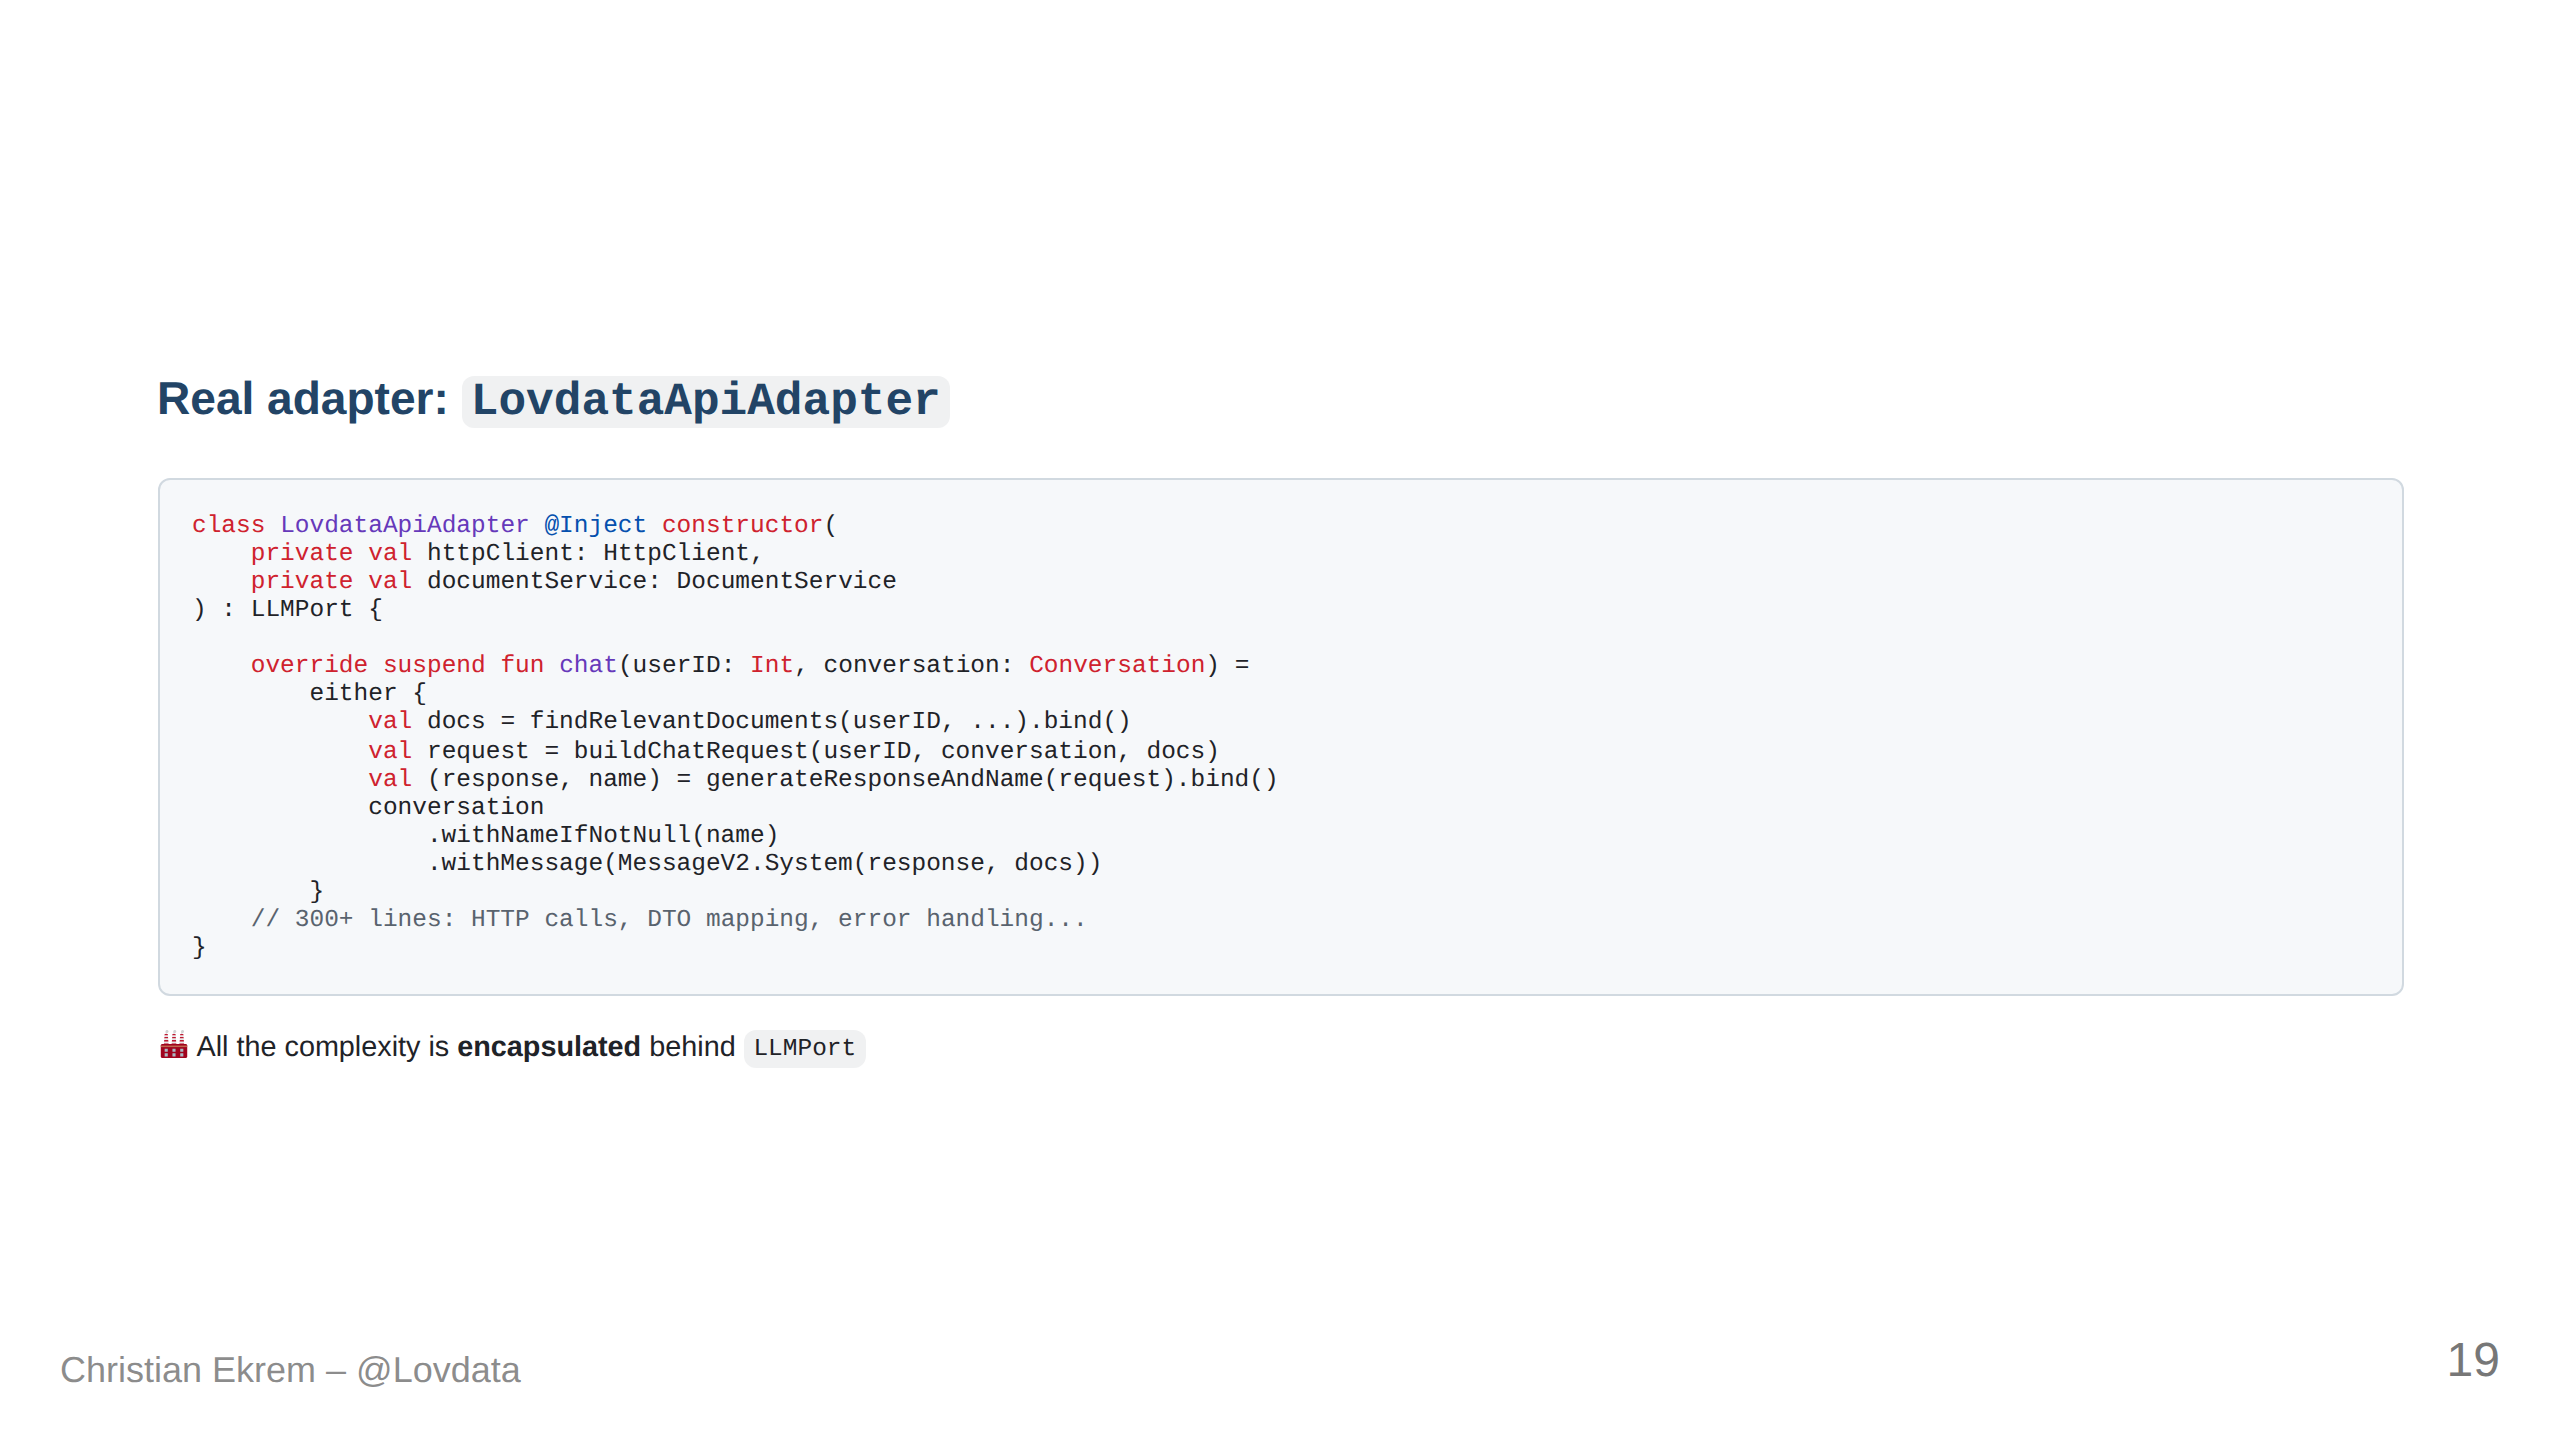 Real adapter: LovdataApiAdapter
class LovdataApiAdapter @Inject constructor(
    private val httpClient: HttpClient,
    private val documentService: DocumentService
) : LLMPort {

    override suspend fun chat(userID: Int, conversation: Conversation) =
        either {
            val docs = findRelevantDocuments(userID, ...).bind()
            val request = buildChatRequest(userID, conversation, docs)
            val (response, name) = generateResponseAndName(request).bind()
            conversation
                .withNameIfNotNull(name)
                .withMessage(MessageV2.System(response, docs))
        }
    // 300+ lines: HTTP calls, DTO mapping, error handling...
}
🏭 All the complexity is encapsulated behind LLMPort
Christian Ekrem – @Lovdata
19